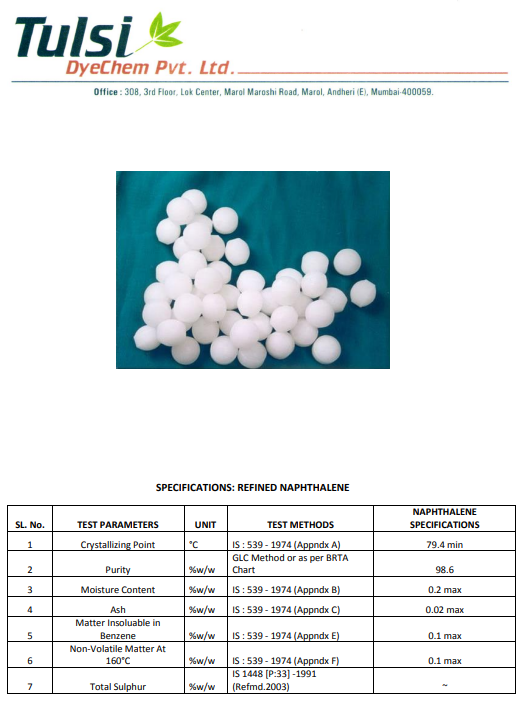 Tulsi
DyeChem Pvt. Ltd.
Office : 308, 3rd Floor, Lok Center, Marol Maroshi Road, Marol, Andheri (E), Mumbai-400059.
SPECIFICATIONS: REFINED NAPHTHALENE
SL. No. TEST PARAMETERS UNIT TEST METHODS NAPHTHALENE SPECIFICATIONS
1 Crystallizing Point °C IS : 539 - 1974 (Appndx A) 79.4 min
2 Purity %w/w GLC Method or as per BRTA Chart 98.6
3 Moisture Content %w/w IS : 539 - 1974 (Appndx B) 0.2 max
4 Ash %w/w IS : 539 - 1974 (Appndx C) 0.02 max
5 Matter Insoluable in Benzene %w/w IS : 539 - 1974 (Appndx E) 0.1 max
6 Non-Volatile Matter At 160°C %w/w IS : 539 - 1974 (Appndx F) 0.1 max
7 Total Sulphur %w/w IS 1448 [P:33] -1991 (Refmd.2003) ~